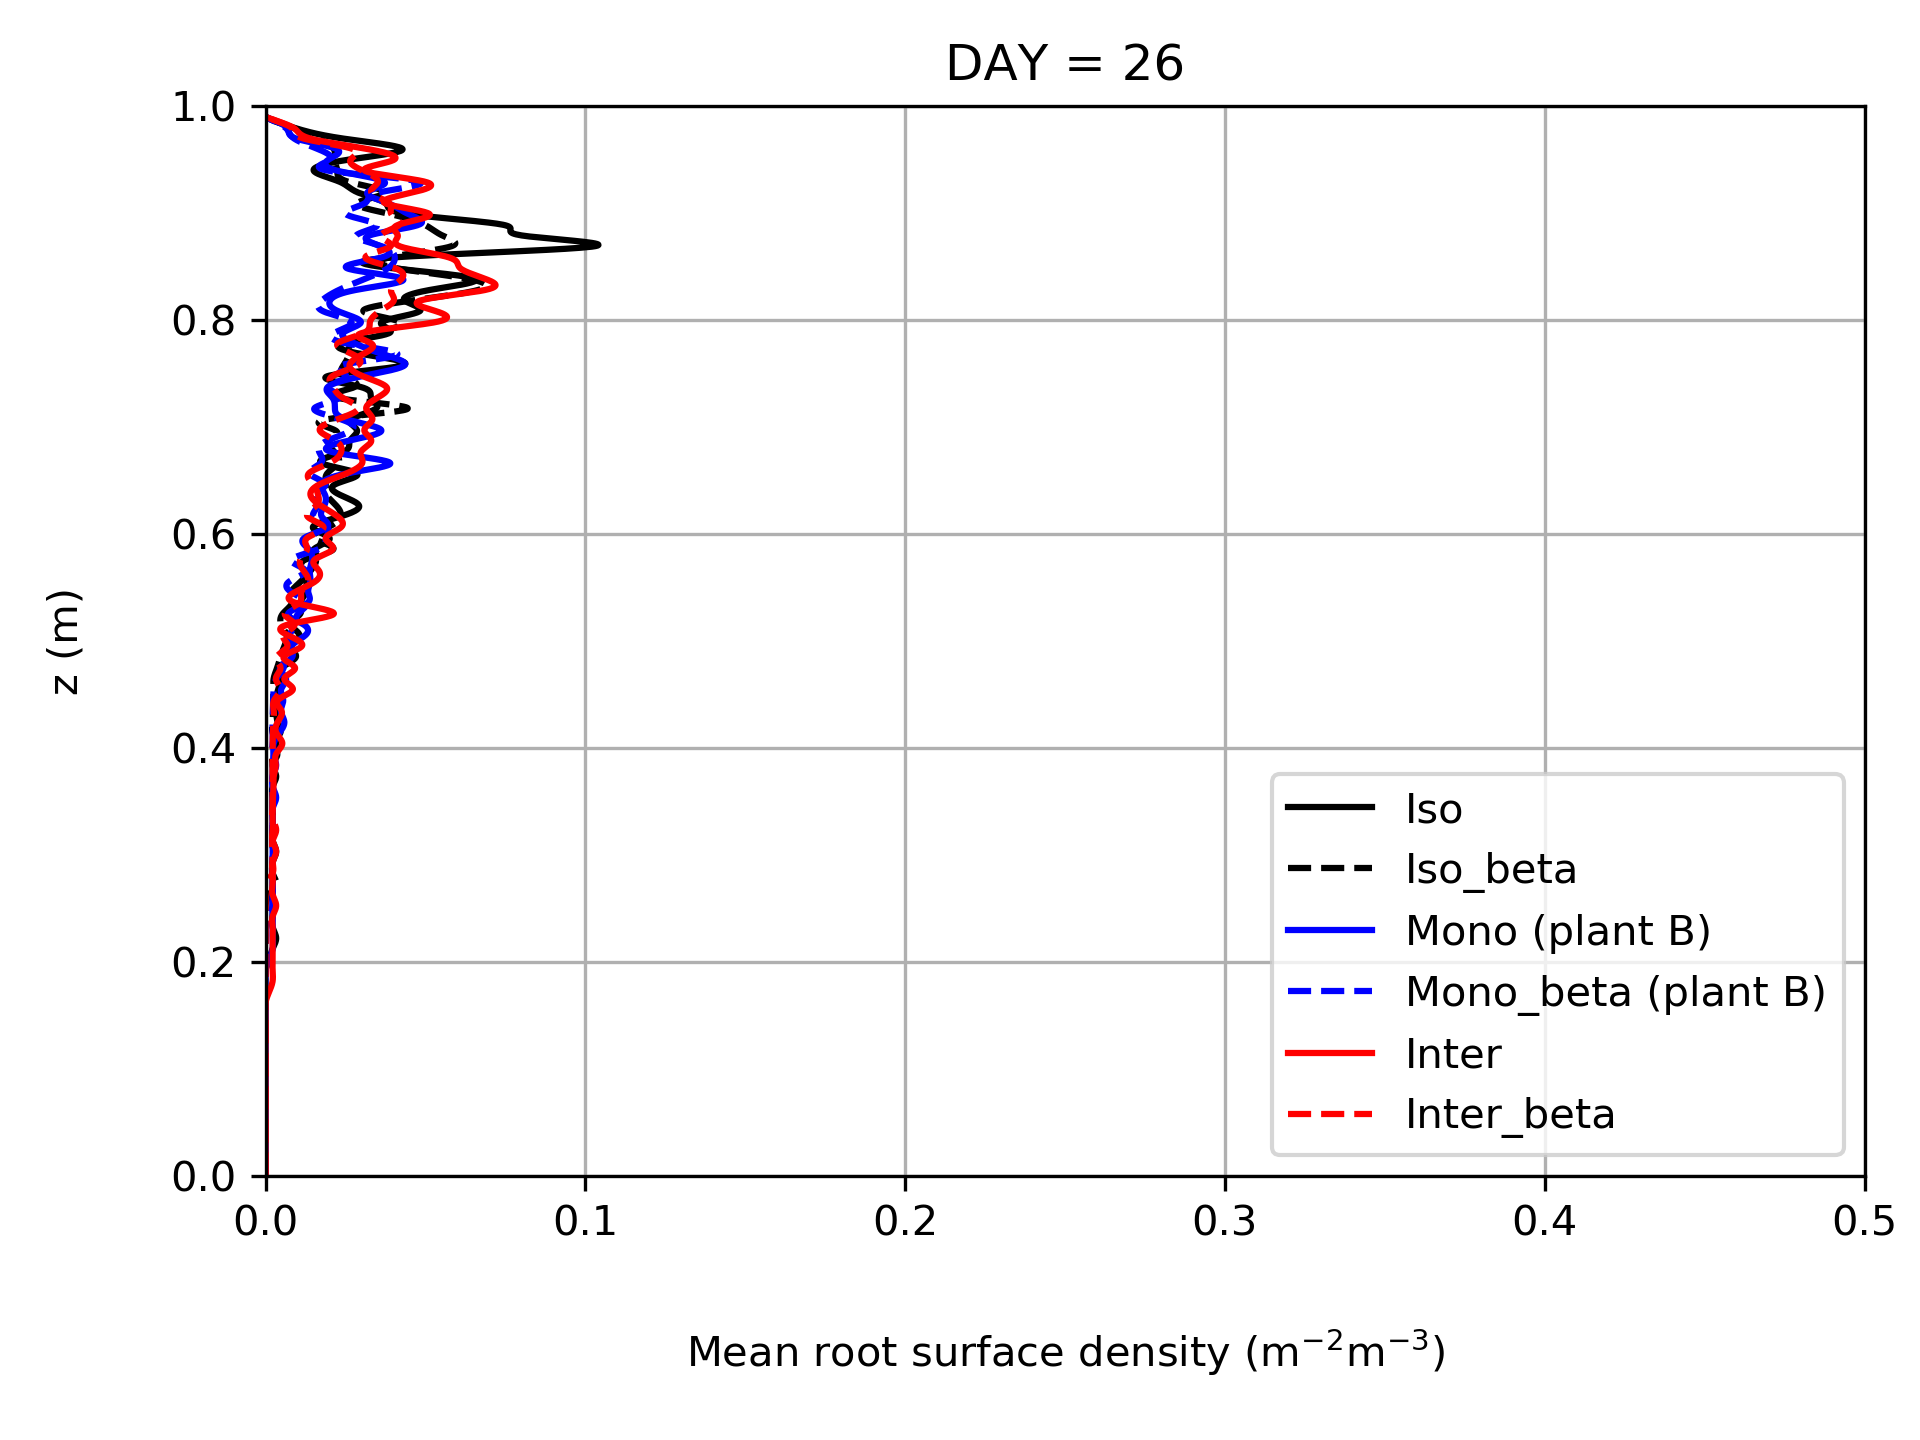 DAY = 26
1.0
0.8
0.6
0.4
0.2
0.0
z (m)
0.0 0.1 0.2 0.3 0.4 0.5
Mean root surface density (m⁻²m⁻³)
Iso
Iso_beta
Mono (plant B)
Mono_beta (plant B)
Inter
Inter_beta